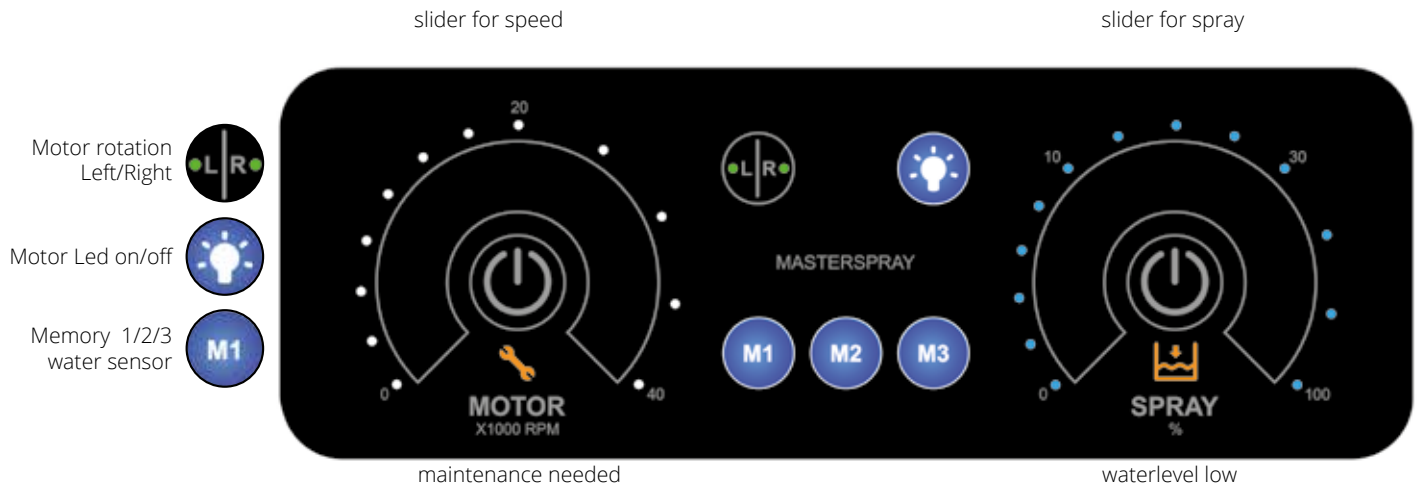 slider for speed
slider for spray
Motor rotation
Left/Right
L R
Motor Led on/off
Memory 1/2/3
water sensor
M1
20
0
40
MOTOR
X1000 RPM
L R
MASTERSPRAY
M1 M2 M3
10
30
0
100
SPRAY
%
maintenance needed
waterlevel low